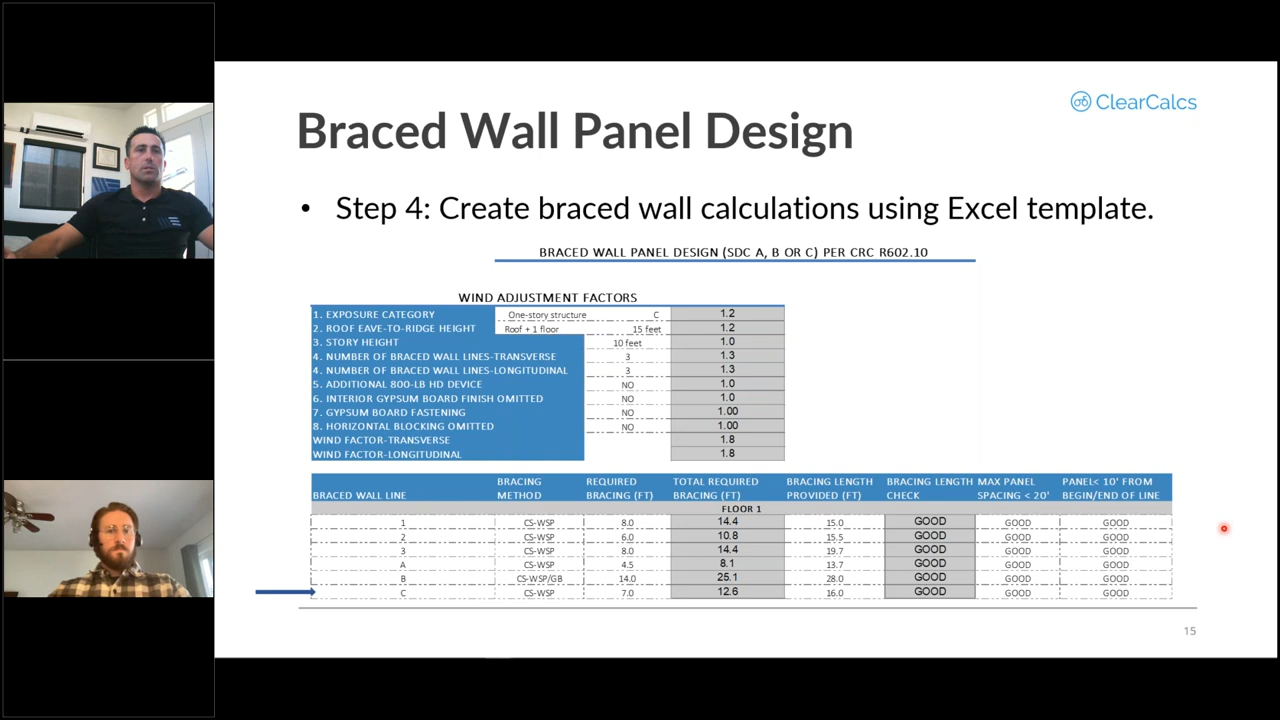 ClearCalcs
Braced Wall Panel Design
• Step 4: Create braced wall calculations using Excel template.
BRACED WALL PANEL DESIGN (SDC A, B OR C) PER CRC R602.10
WIND ADJUSTMENT FACTORS
1. EXPOSURE CATEGORY One-story structure C 1.2
2. ROOF EAVE-TO-RIDGE HEIGHT Roof + 1 floor 15 feet 1.2
3. STORY HEIGHT 10 feet 1.0
4. NUMBER OF BRACED WALL LINES-TRANSVERSE 3 1.3
4. NUMBER OF BRACED WALL LINES-LONGITUDINAL 3 1.3
5. ADDITIONAL 800-LB HD DEVICE NO 1.0
6. INTERIOR GYPSUM BOARD FINISH OMITTED NO 1.0
7. GYPSUM BOARD FASTENING NO 1.00
8. HORIZONTAL BLOCKING OMITTED NO 1.00
WIND FACTOR-TRANSVERSE 1.8
WIND FACTOR-LONGITUDINAL 1.8
BRACING REQUIRED TOTAL REQUIRED BRACING LENGTH BRACING LENGTH MAX PANEL PANEL< 10' FROM
BRACED WALL LINE METHOD BRACING (FT) BRACING (FT) PROVIDED (FT) CHECK SPACING < 20' BEGIN/END OF LINE
FLOOR 1
1 CS-WSP 8.0 14.4 15.0 GOOD GOOD GOOD
2 CS-WSP 6.0 10.8 15.5 GOOD GOOD GOOD
3 CS-WSP 8.0 14.4 19.7 GOOD GOOD GOOD
A CS-WSP 4.5 8.1 13.7 GOOD GOOD GOOD
B CS-WSP/GB 14.0 25.1 28.0 GOOD GOOD GOOD
C CS-WSP 7.0 12.6 16.0 GOOD GOOD GOOD
15